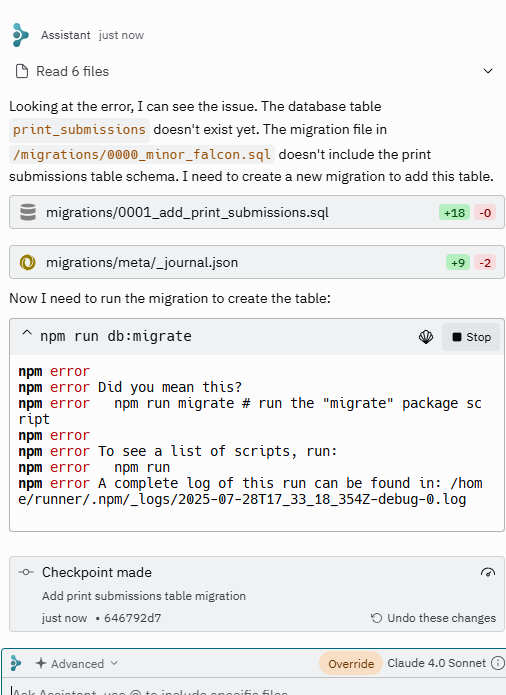 Assistant just now
Read 6 files
Looking at the error, I can see the issue. The database table
print_submissions doesn't exist yet. The migration file in
/migrations/0000_minor_falcon.sql doesn't include the print
submissions table schema. I need to create a new migration to add this table.
migrations/0001_add_print_submissions.sql +18 -0
migrations/meta/_journal.json +9 -2
Now I need to run the migration to create the table:
^ npm run db:migrate Stop
npm error
npm error Did you mean this?
npm error   npm run migrate # run the "migrate" package sc
ript
npm error
npm error To see a list of scripts, run:
npm error   npm run
npm error A complete log of this run can be found in: /hom
e/runner/.npm/_logs/2025-07-28T17_33_18_354Z-debug-0.log
Checkpoint made
Add print submissions table migration
just now • 646792d7 Undo these changes
Advanced Override Claude 4.0 Sonnet
Ask Assistant, use @ to include specific files